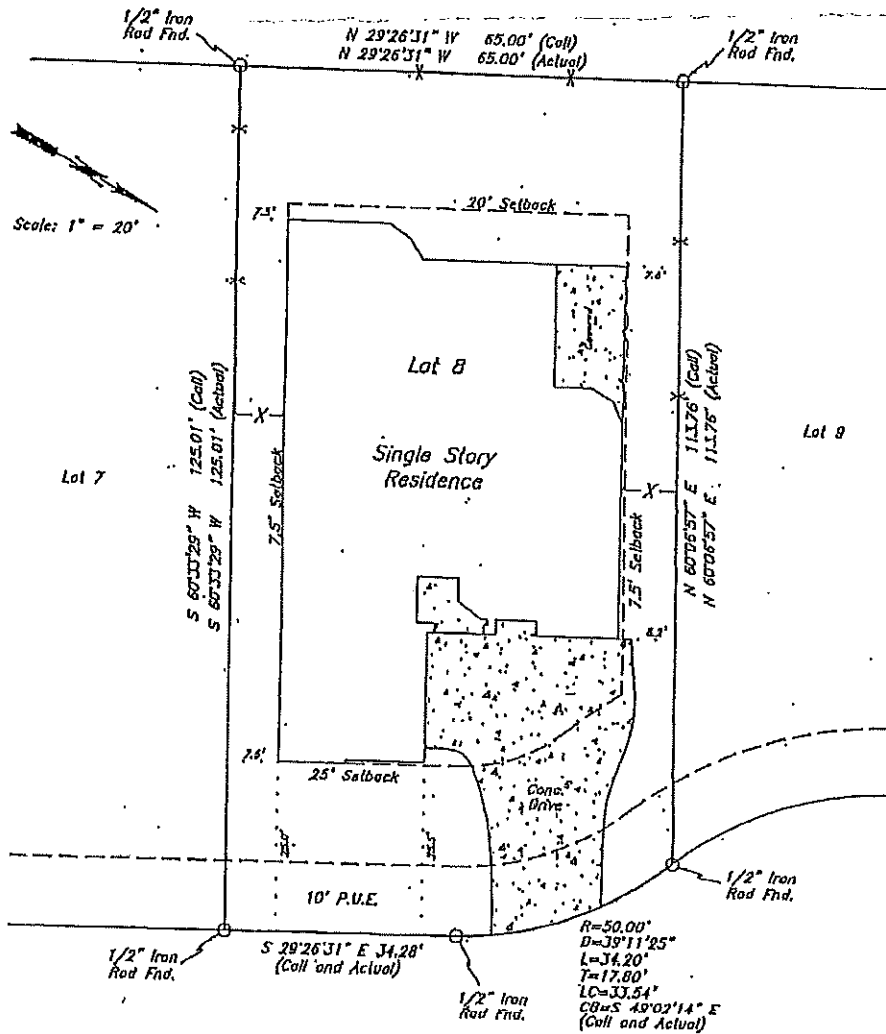 1/2" Iron
Rod Fnd.
N 29°26'31" W 65.00' (Call)
N 29°26'31" W 65.00' (Actual)
1/2" Iron
Rod Fnd.
Scale: 1" = 20'
20' Setback
7.5'
7.6'
Covered
Lot 8
Lot 7
Lot 9
Single Story
Residence
S 60°33'29" W 125.01' (Call)
S 60°33'29" W 125.01' (Actual)
X
7.5' Setback
X
7.5' Setback
N 60°06'57" E 113.76' (Call)
N 60°06'57" E 113.76' (Actual)
8.2'
7.6'
25' Setback
Conc.
Drive
25.0'
25.5'
10' P.U.E.
1/2" Iron
Rod Fnd.
1/2" Iron
Rod Fnd.
S 29°26'31" E 34.28'
(Call and Actual)
1/2" Iron
Rod Fnd.
R=50.00'
D=39°11'25"
L=34.20'
T=17.80'
LC=33.54'
CB=S 49°02'14" E
(Call and Actual)